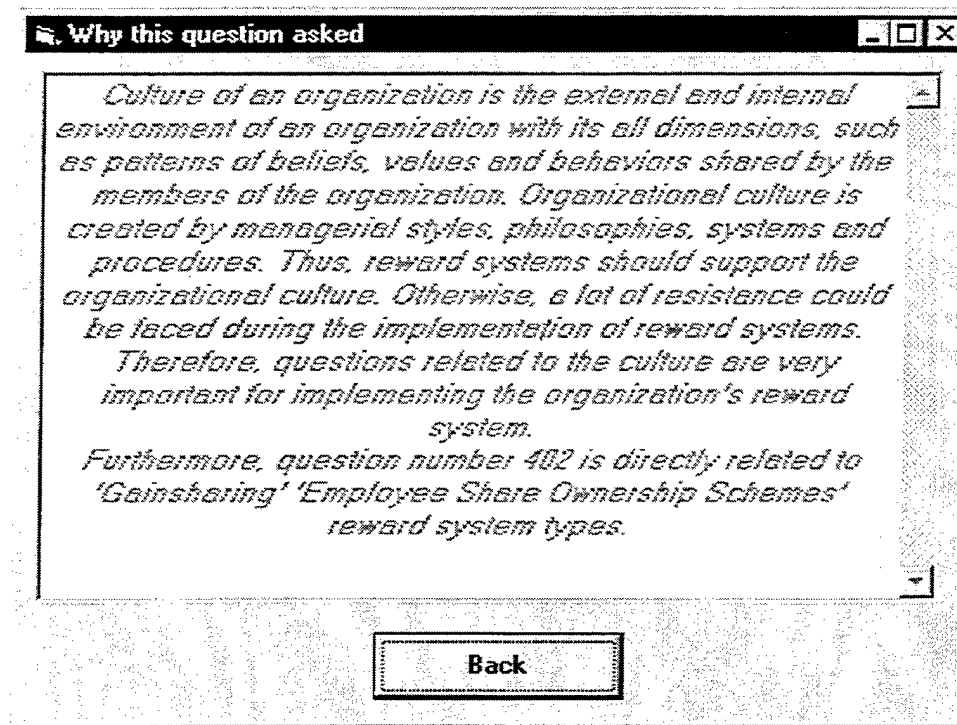 Why this question asked
Culture of an organization is the external and internal
environment of an organization with its all dimensions, such
as patterns of beliefs, values and behaviors shared by the
members of the organization. Organizational culture is
created by managerial styles, philosophies, systems and
procedures. Thus, reward systems should support the
organizational culture. Otherwise, a lot of resistance could
be faced during the implementation of reward systems.
Therefore, questions related to the culture are very
important for implementing the organization's reward
system.
Furthermore, question number 402 is directly related to
'Gainsharing' 'Employee Share Ownership Schemes'
reward system types.
Back